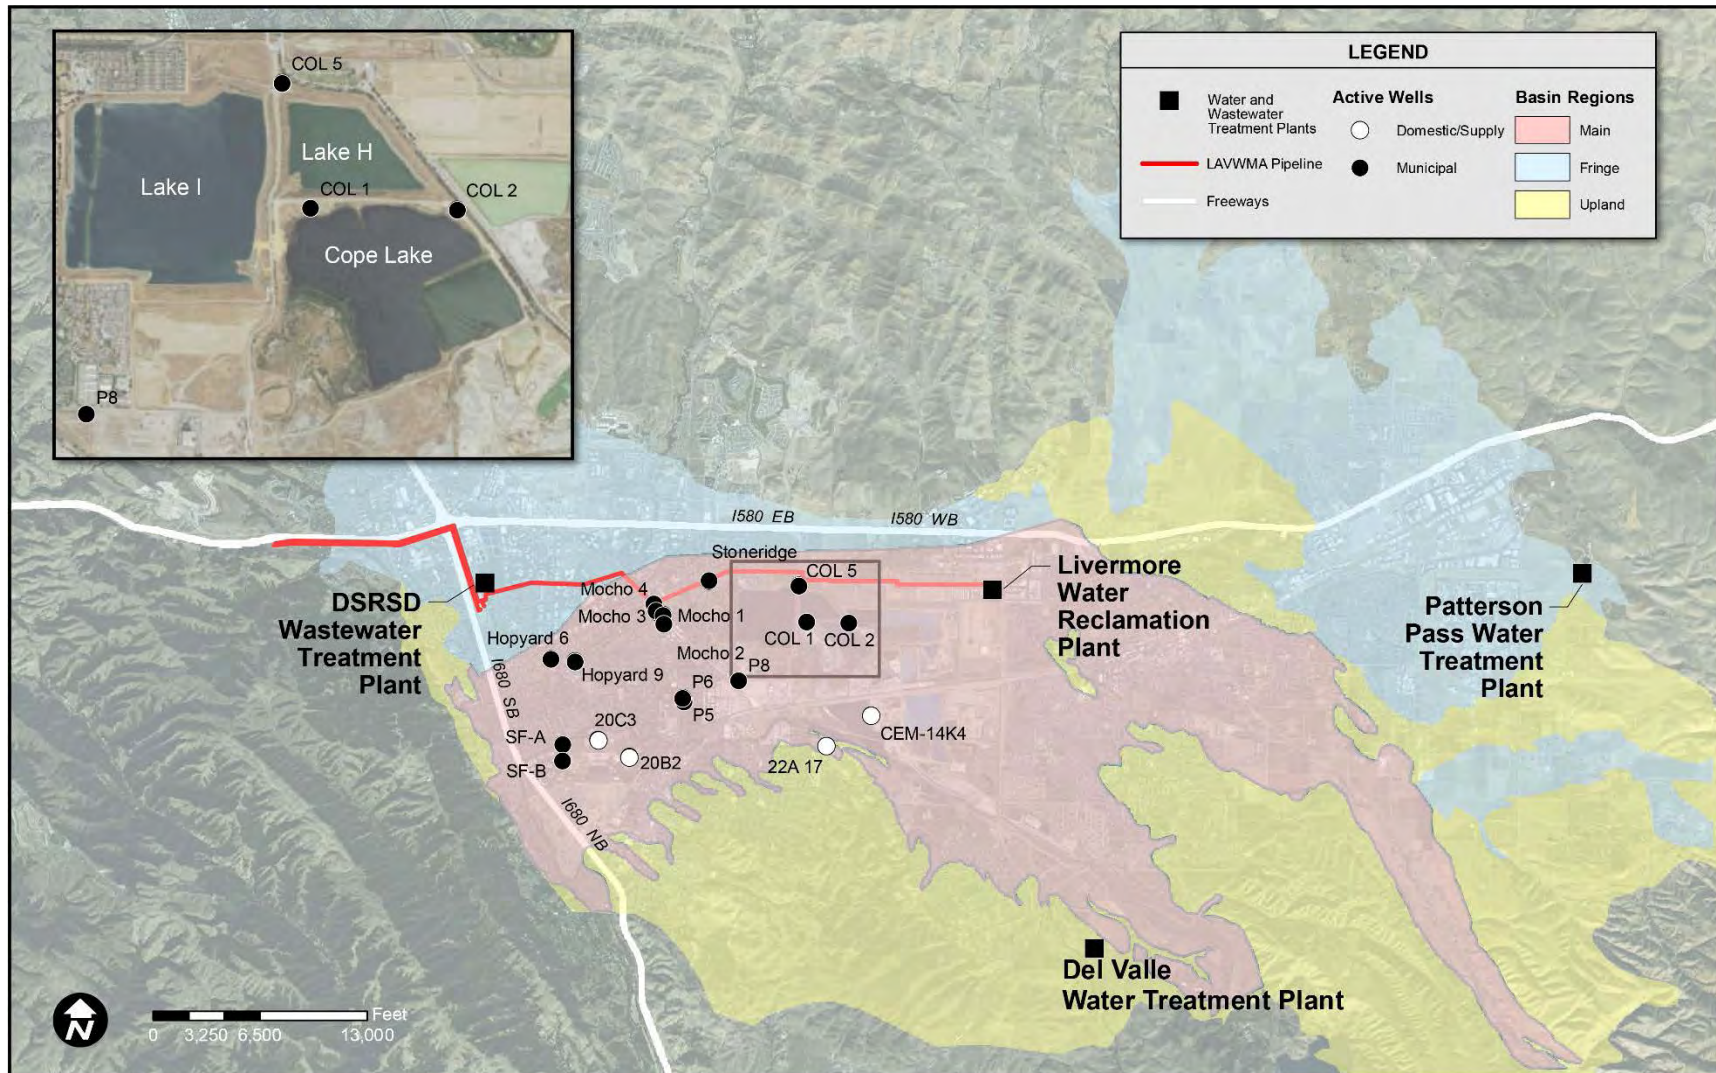 COL 5
Lake H
Lake I
COL 1
COL 2
Cope Lake
P8
LEGEND
Water and
Wastewater
Treatment Plants
LAVWMA Pipeline
Freeways
Active Wells
Domestic/Supply
Municipal
Basin Regions
Main
Fringe
Upland
I580 EB
I580 WB
Stoneridge
COL 5
Mocho 4
Mocho 3
Mocho 1
COL 1
COL 2
Livermore
Water
Reclamation
Plant
DSRSD
Wastewater
Treatment
Plant
Patterson
Pass Water
Treatment
Plant
Hopyard 6
Hopyard 9
Mocho 2
P8
P6
P5
I680 SB
20C3
SF-A
SF-B
20B2
CEM-14K4
22A 17
I680 NB
Del Valle
Water Treatment Plant
N
Feet
0 3,250 6,500 13,000